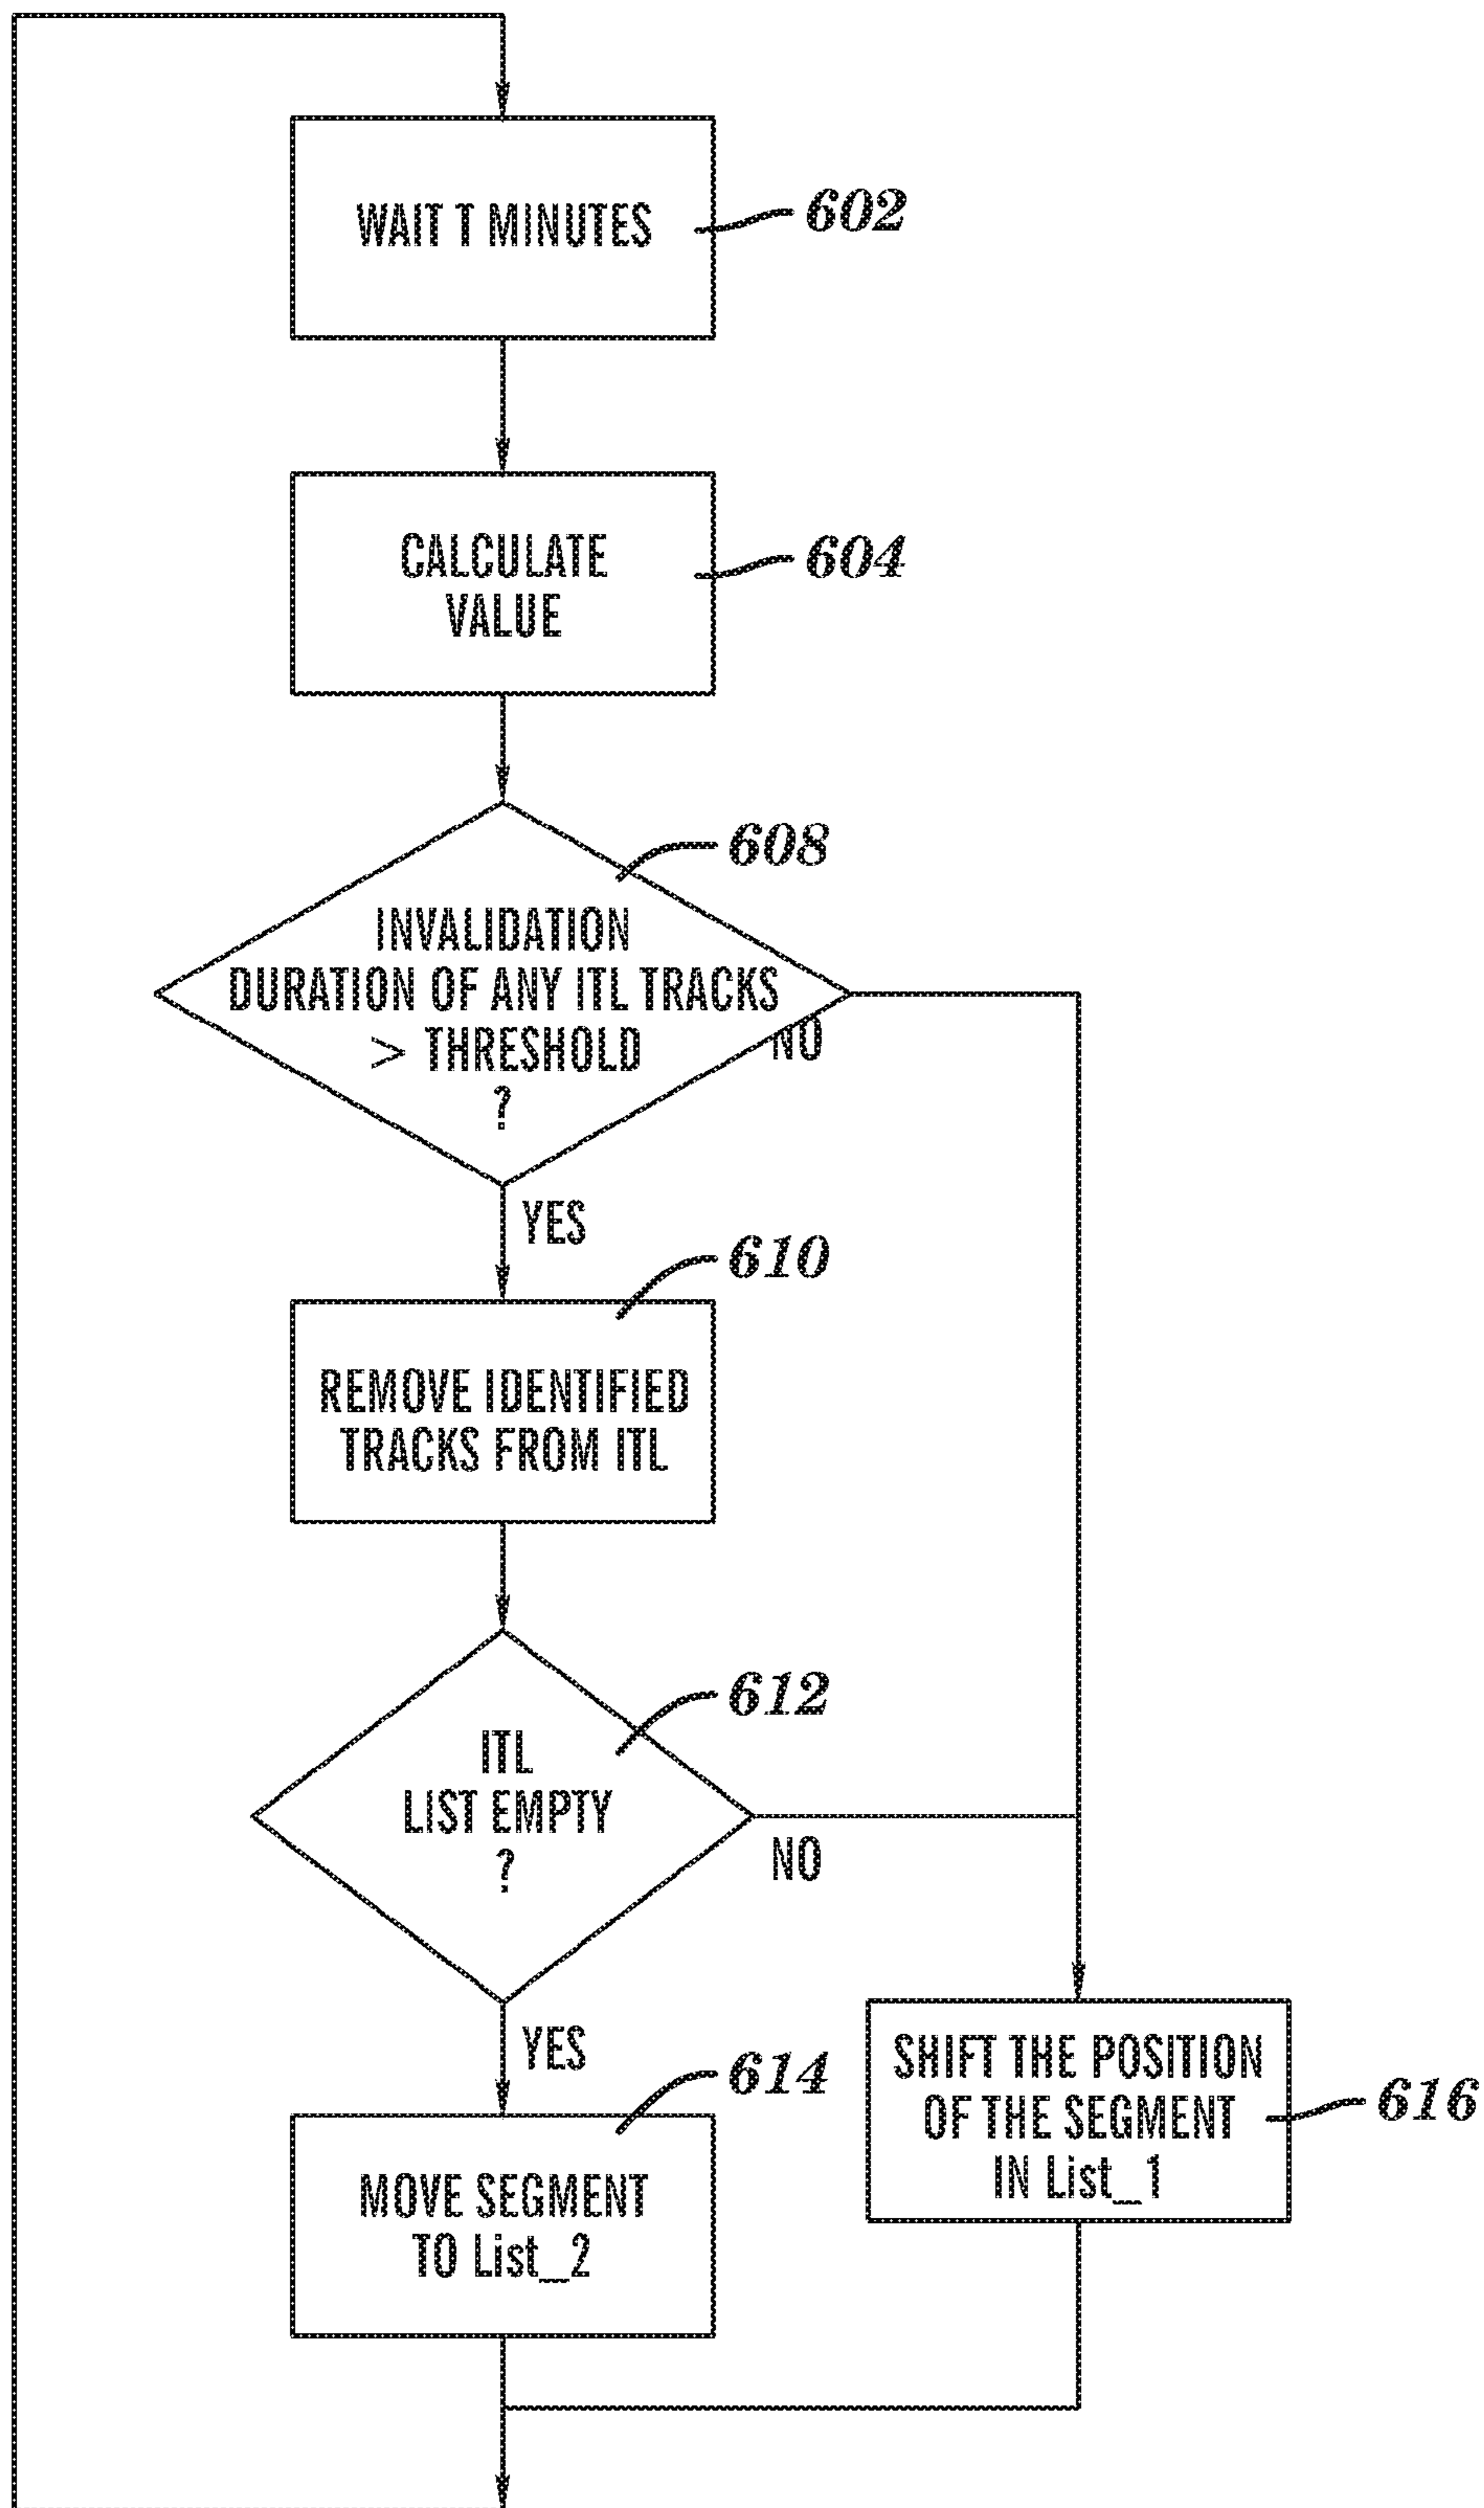 WAIT T MINUTES
602
CALCULATE
VALUE
604
608
INVALIDATION
DURATION OF ANY ITL TRACKS
> THRESHOLD
?
NO
YES
610
REMOVE IDENTIFIED
TRACKS FROM ITL
612
ITL
LIST EMPTY
?
NO
YES
614
MOVE SEGMENT
TO List_2
SHIFT THE POSITION
OF THE SEGMENT
IN List_1
616